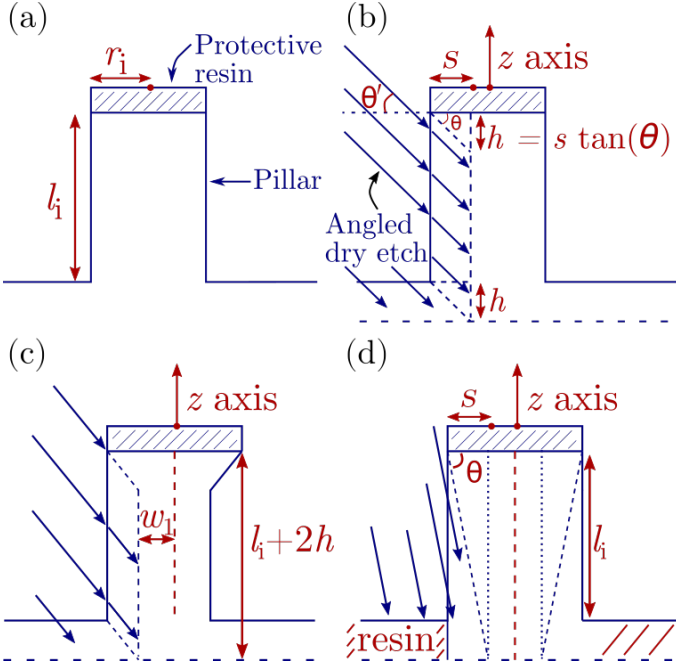 (a)
r_i
Protective
resin
l_i
Pillar
(b)
s
z axis
θ'
θ
h = s tan(θ)
Angled
dry etch
h
(c)
z axis
w_1
l_i+2h
(d)
s
z axis
θ
l_i
resin